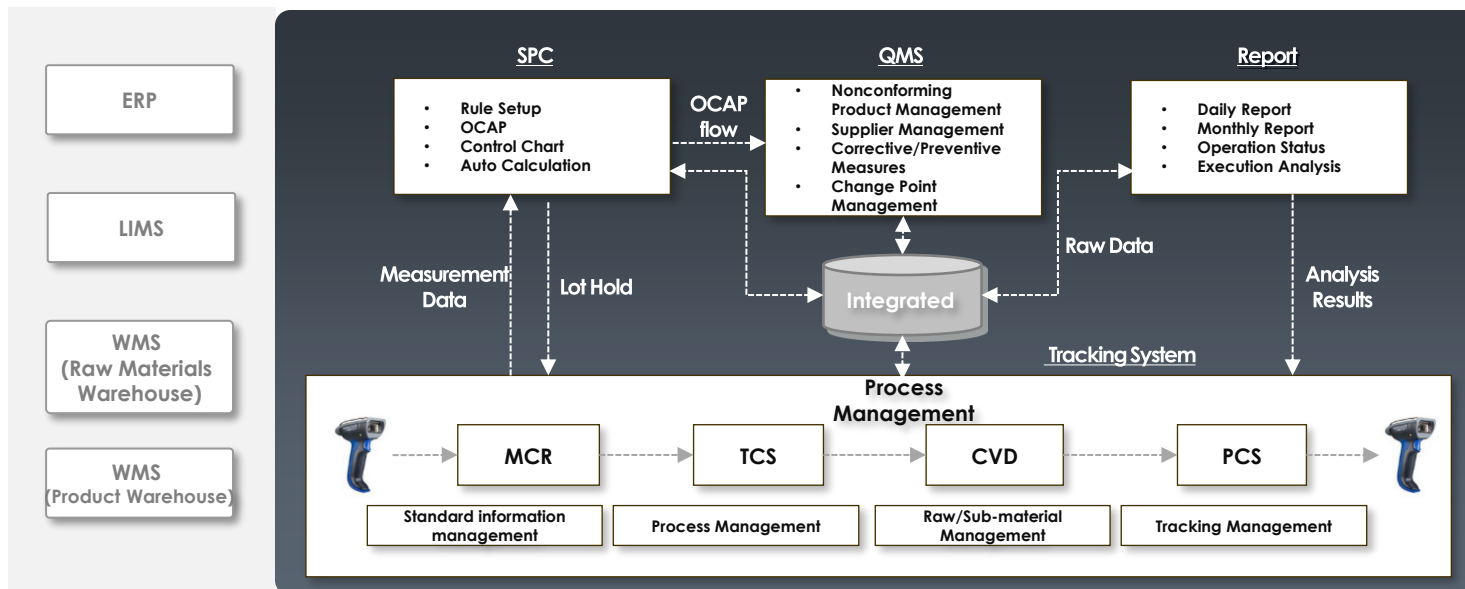 ERP
LIMS
WMS
(Raw Materials
Warehouse)
WMS
(Product Warehouse)
SPC
• Rule Setup
• OCAP
• Control Chart
• Auto Calculation
OCAP
flow
QMS
• Nonconforming
Product Management
• Supplier Management
• Corrective/Preventive
Measures
• Change Point
Management
Report
• Daily Report
• Monthly Report
• Operation Status
• Execution Analysis
Measurement
Data
Lot Hold
Integrated
Raw Data
Analysis
Results
Tracking System
Process
Management
MCR
TCS
CVD
PCS
Standard information
management
Process Management
Raw/Sub-material
Management
Tracking Management